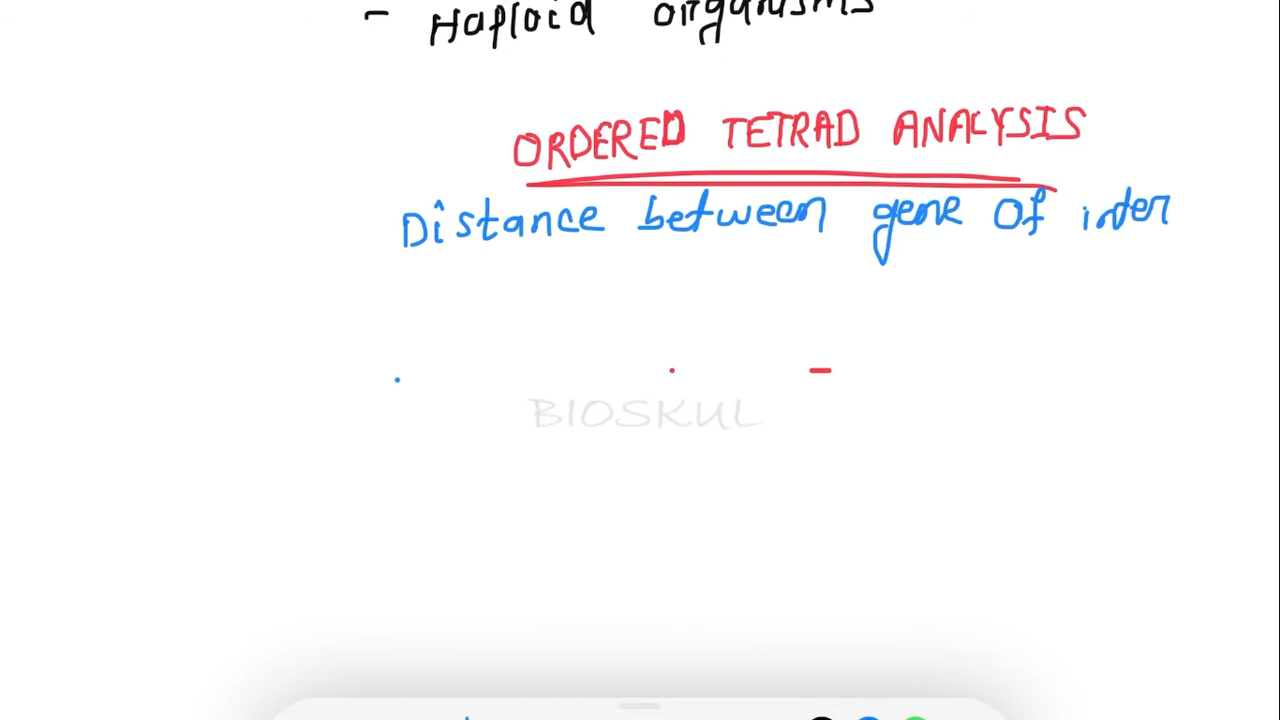 - Haploid organisms
ORDERED TETRAD ANALYSIS
Distance between gene of inter
BIOSKUL